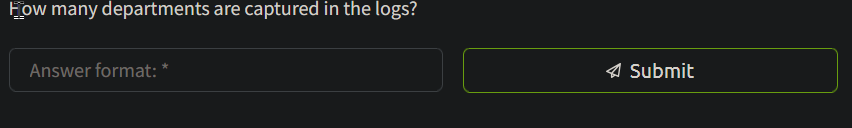 How many departments are captured in the logs?
Answer format: *
Submit